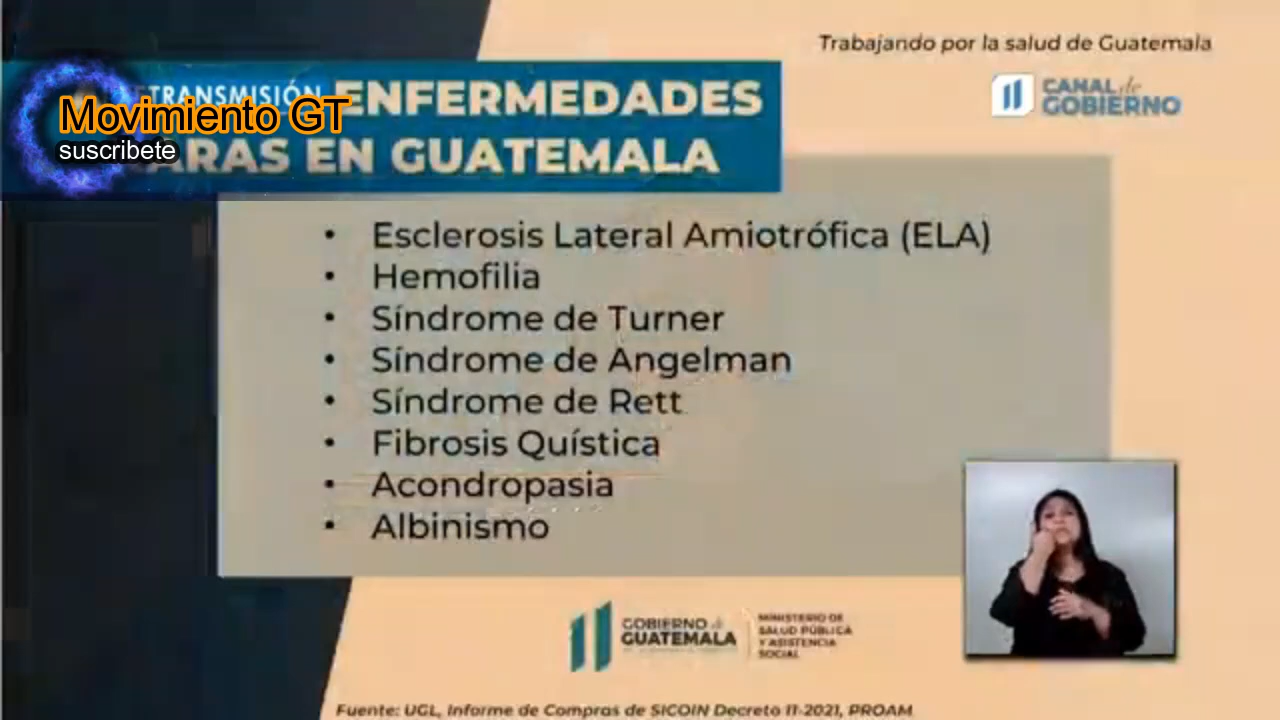 Trabajando por la salud de Guatemala
CANAL de
GOBIERNO
TRANSMISIÓN
ENFERMEDADES
Movimiento GT
suscribete
ARAS EN GUATEMALA
• Esclerosis Lateral Amiotrófica (ELA)
• Hemofilia
• Síndrome de Turner
• Síndrome de Angelman
• Síndrome de Rett
• Fibrosis Quística
• Acondropasia
• Albinismo
GOBIERNO de
GUATEMALA
MINISTERIO DE
SALUD PÚBLICA
Y ASISTENCIA
SOCIAL
Fuente: UGL, Informe de Compras de SICOIN Decreto 11-2021, PROAM